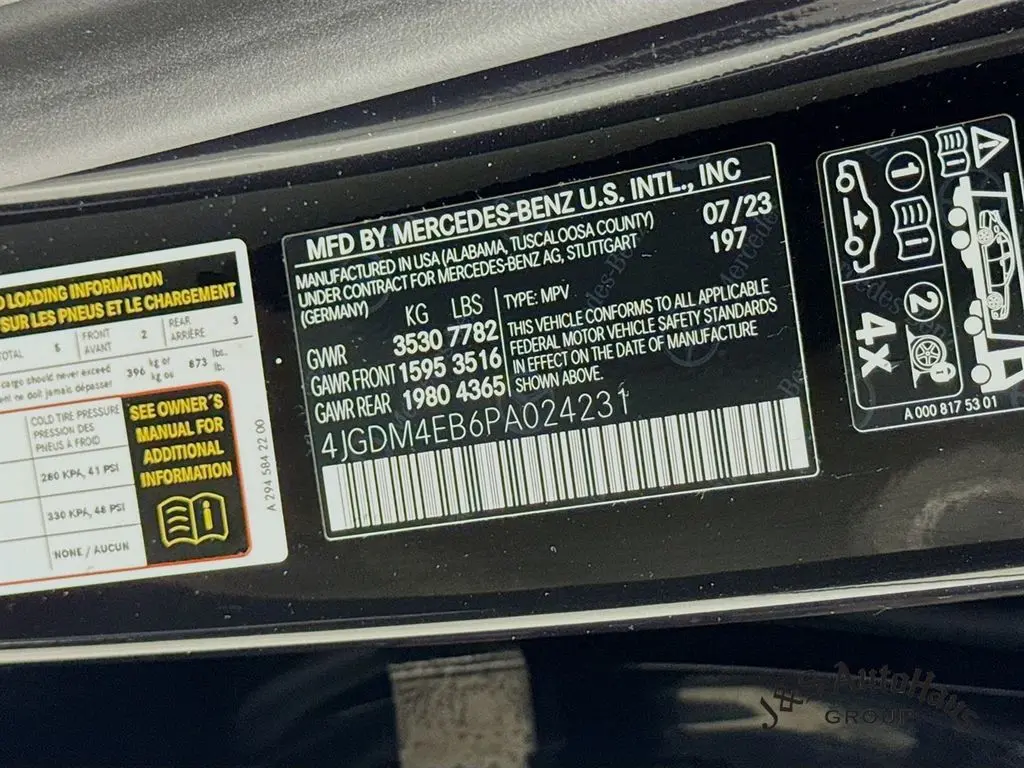 D LOADING INFORMATION
SUR LES PNEUS ET LE CHARGEMENT
TOTAL 5 FRONT AVANT 2 REAR ARRIÈRE 3
cargo should never exceed 396 kg or 873 lbs.
ne doit jamais dépasser kg ou lb.
COLD TIRE PRESSURE
PRESSION DES
PNEUS À FROID
280 KPA, 41 PSI
330 KPA, 48 PSI
NONE / AUCUN
SEE OWNER'S
MANUAL FOR
ADDITIONAL
INFORMATION
A 294 584 22 00
MFD BY MERCEDES-BENZ U.S. INTL., INC
MANUFACTURED IN USA (ALABAMA, TUSCALOOSA COUNTY) 07/23
UNDER CONTRACT FOR MERCEDES-BENZ AG, STUTTGART 197
(GERMANY)
KG LBS
GVWR 3530 7782
GAWR FRONT 1595 3516
GAWR REAR 1980 4365
TYPE: MPV
THIS VEHICLE CONFORMS TO ALL APPLICABLE
FEDERAL MOTOR VEHICLE SAFETY STANDARDS
IN EFFECT ON THE DATE OF MANUFACTURE
SHOWN ABOVE.
4JGDM4EB6PA024231
1
2
4x
A 000 817 53 01
AutoHaus
GROUP